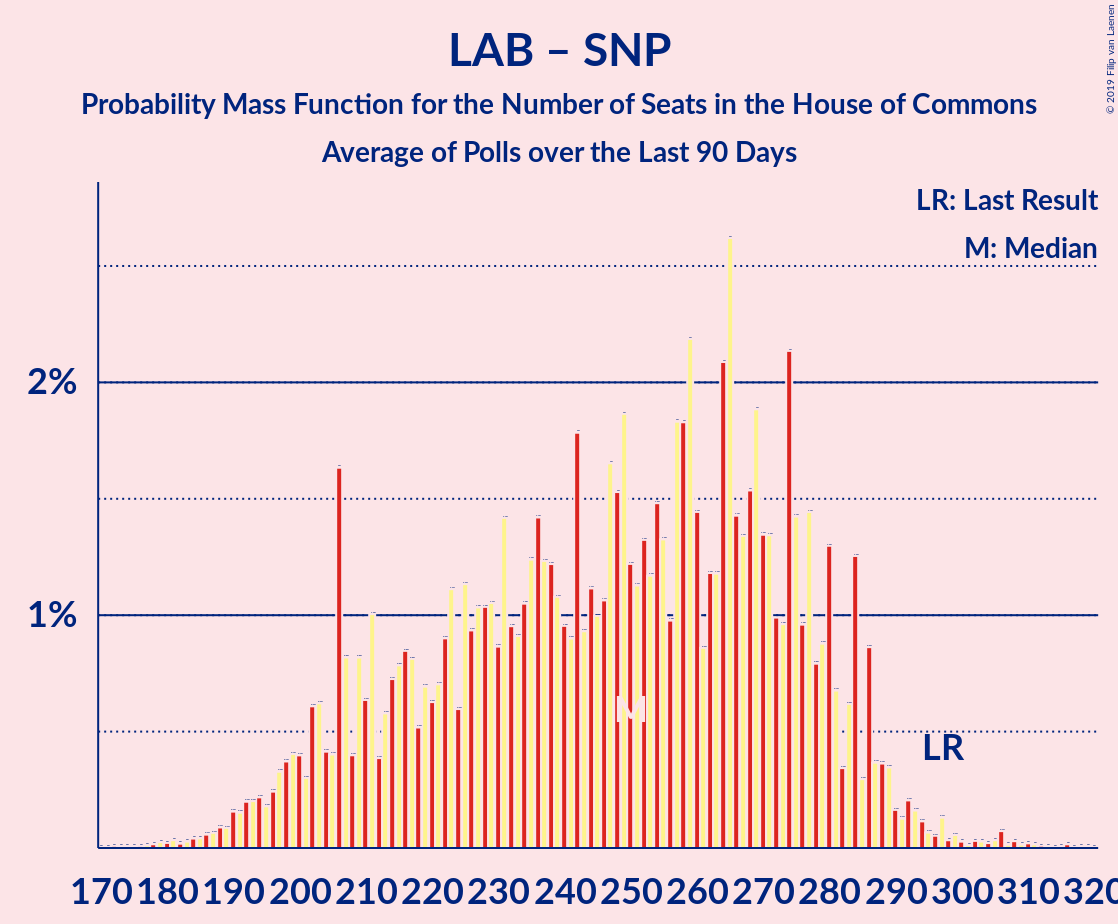 LAB – SNP
Probability Mass Function for the Number of Seats in the House of Commons
Average of Polls over the Last 90 Days
© 2019 Filip van Laenen
LR: Last Result
M: Median
2%
1%
M
LR
170 180 190 200 210 220 230 240 250 260 270 280 290 300 310 320